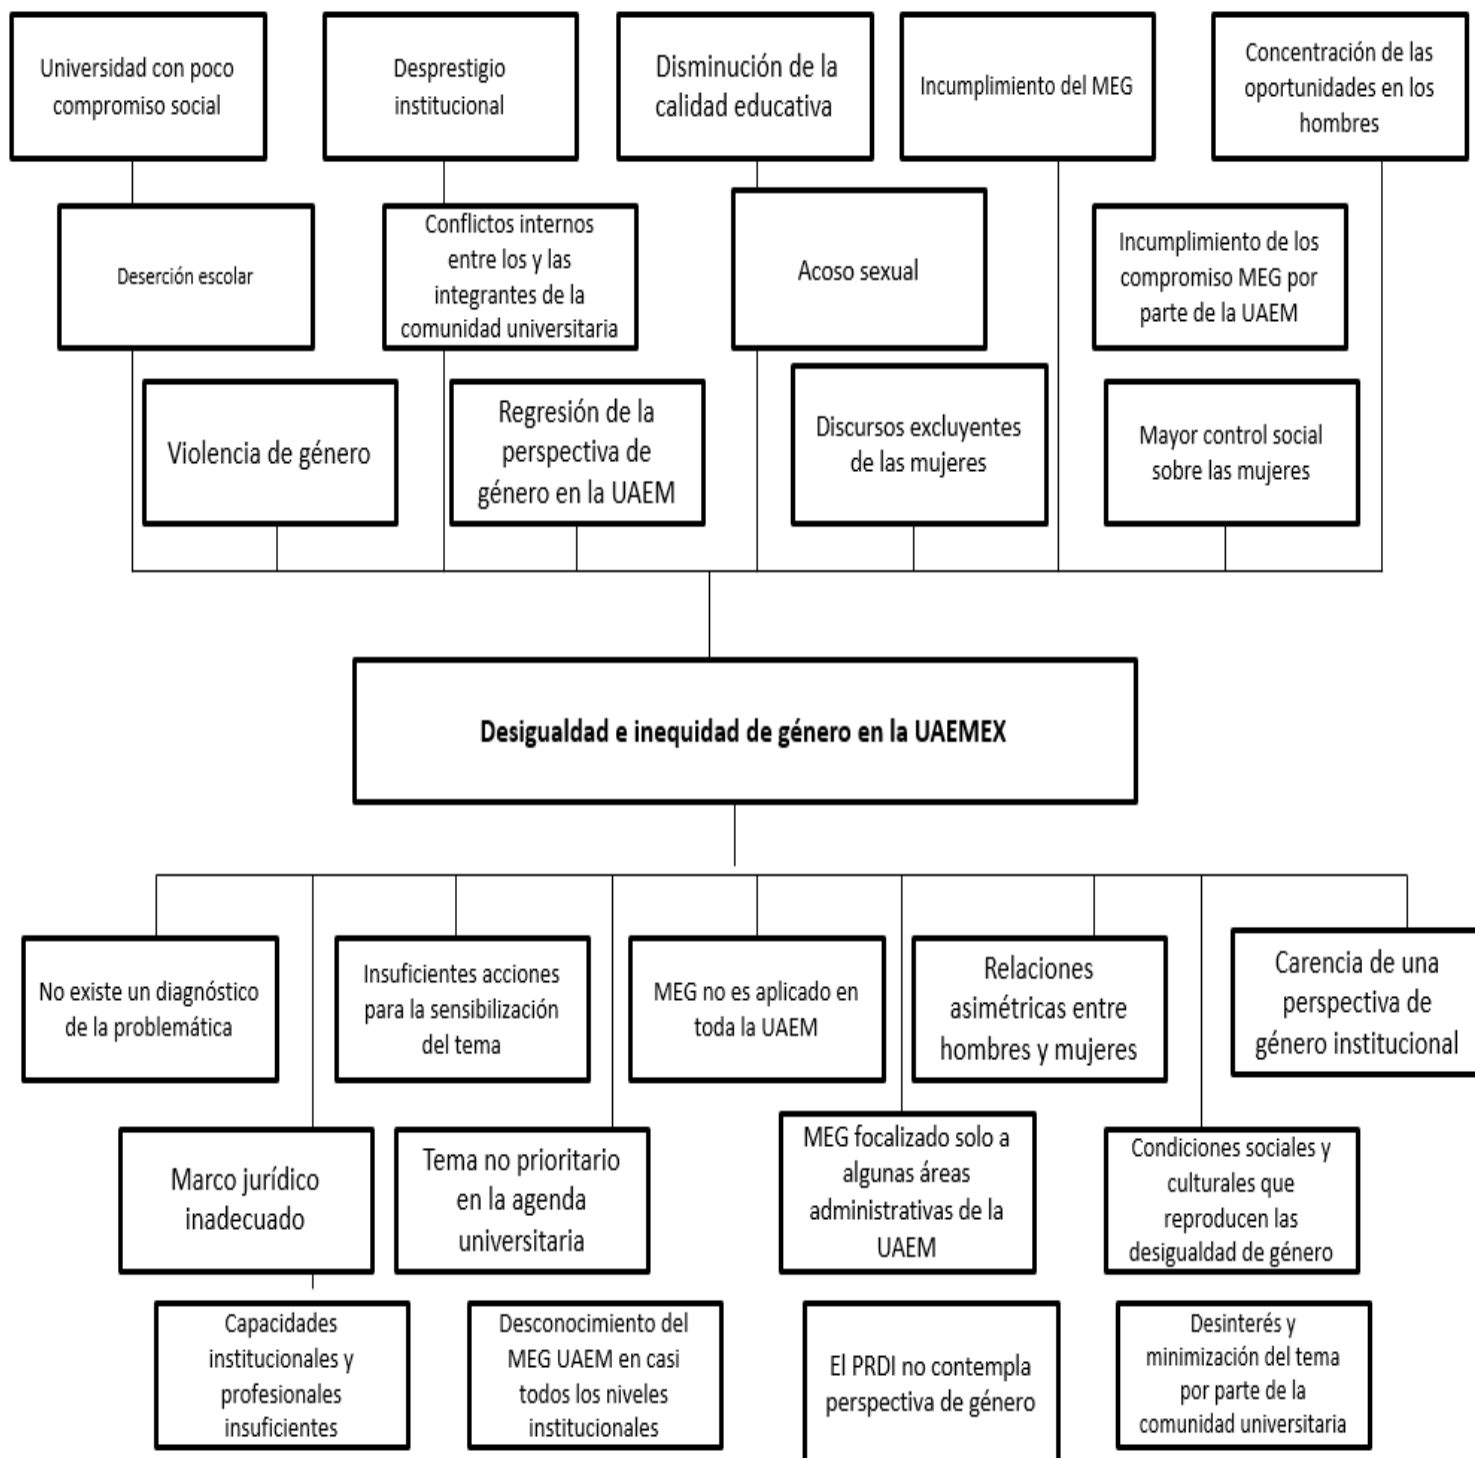 Universidad con poco
compromiso social
Desprestigio
institucional
Disminución de la
calidad educativa
Incumplimiento del MEG
Concentración de las
oportunidades en los
hombres
Deserción escolar
Conflictos internos
entre los y las
integrantes de la
comunidad universitaria
Acoso sexual
Incumplimiento de los
compromiso MEG por
parte de la UAEM
Violencia de género
Regresión de la
perspectiva de
género en la UAEM
Discursos excluyentes
de las mujeres
Mayor control social
sobre las mujeres
Desigualdad e inequidad de género en la UAEMEX
No existe un diagnóstico
de la problemática
Insuficientes acciones
para la sensibilización
del tema
MEG no es aplicado en
toda la UAEM
Relaciones
asimétricas entre
hombres y mujeres
Carencia de una
perspectiva de
género institucional
Marco jurídico
inadecuado
Tema no prioritario
en la agenda
universitaria
MEG focalizado solo a
algunas áreas
administrativas de la
UAEM
Condiciones sociales y
culturales que
reproducen las
desigualdad de género
Capacidades
institucionales y
profesionales
insuficientes
Desconocimiento del
MEG UAEM en casi
todos los niveles
institucionales
El PRDI no contempla
perspectiva de género
Desinterés y
minimización del tema
por parte de la
comunidad universitaria